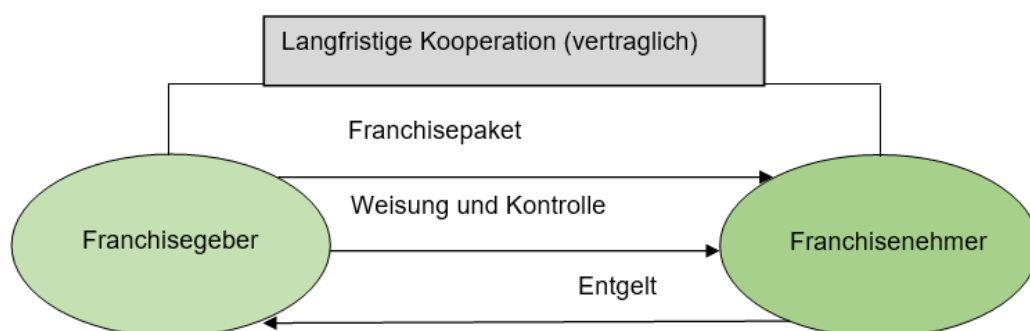 Langfristige Kooperation (vertraglich)
Franchisepaket
Weisung und Kontrolle
Franchisegeber
Franchisenehmer
Entgelt